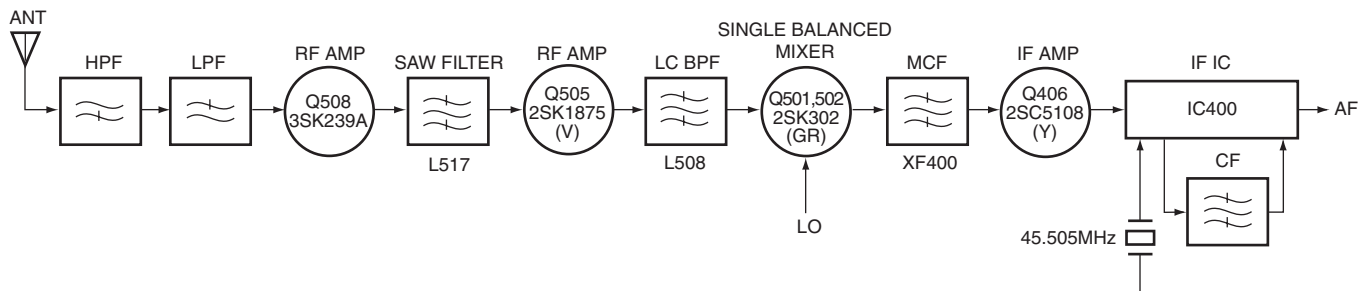 ANT
HPF
LPF
RF AMP
Q508
3SK239A
SAW FILTER
L517
RF AMP
Q505
2SK1875
(V)
LC BPF
L508
SINGLE BALANCED
MIXER
Q501,502
2SK302
(GR)
LO
MCF
XF400
IF AMP
Q406
2SC5108
(Y)
IF IC
IC400
AF
CF
45.505MHz